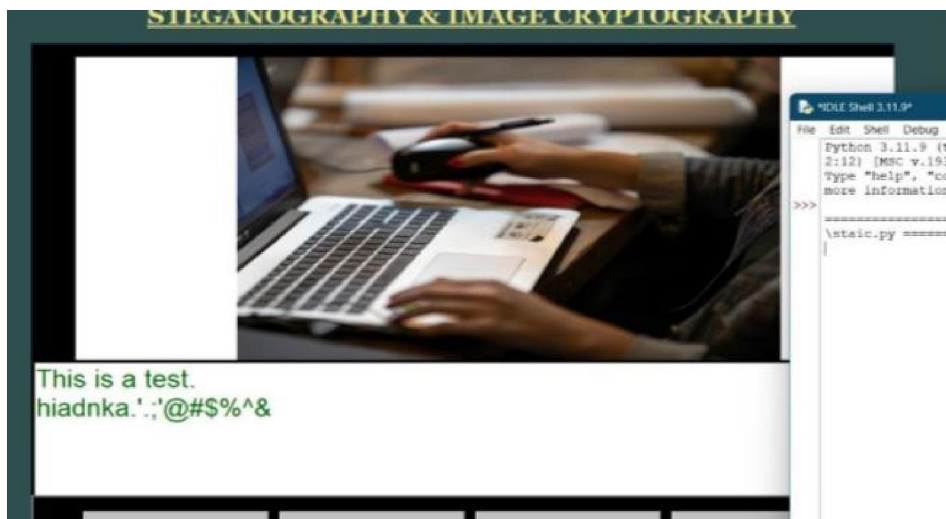 STEGANOGRAPHY & IMAGE CRYPTOGRAPHY
*IDLE Shell 3.11.9*
File Edit Shell Debug
Python 3.11.9 (t
2:12) [MSC v.193
Type "help", "co
more information
>>>
=================
\staic.py ======
This is a test.
hiadnka.'.;'@#$%^&